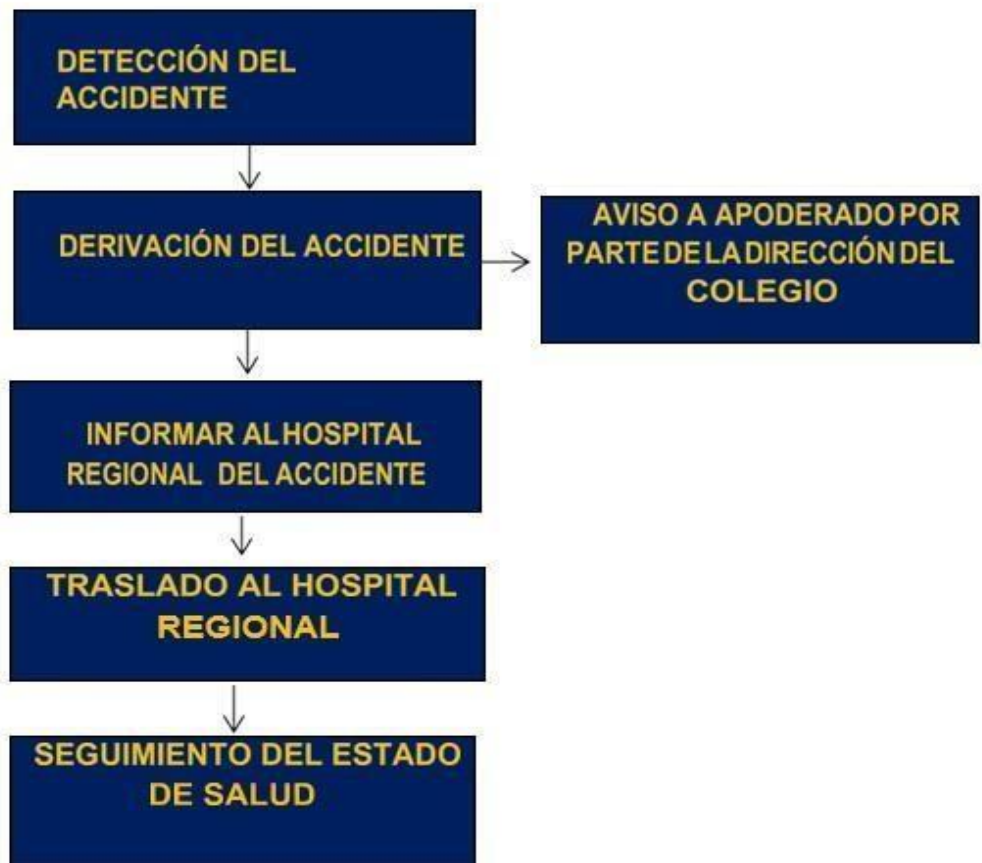 DETECCIÓN DEL
ACCIDENTE
DERIVACIÓN DEL ACCIDENTE
AVISO A APODERADO POR
PARTE DE LA DIRECCIÓN DEL
COLEGIO
INFORMAR AL HOSPITAL
REGIONAL DEL ACCIDENTE
TRASLADO AL HOSPITAL
REGIONAL
SEGUIMIENTO DEL ESTADO
DE SALUD